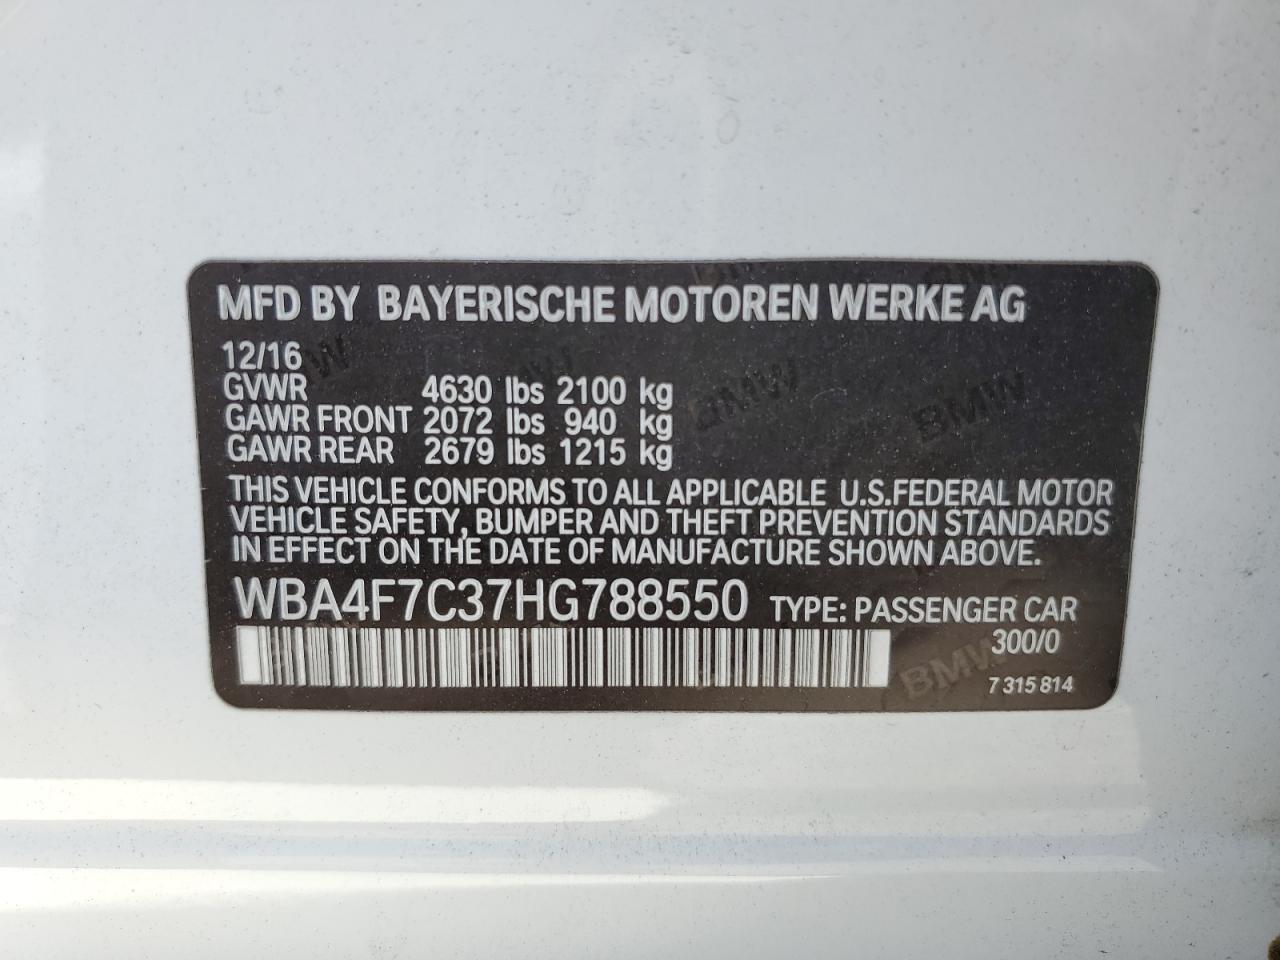 MFD BY BAYERISCHE MOTOREN WERKE AG
12/16
GVWR 4630 lbs 2100 kg
GAWR FRONT 2072 lbs 940 kg
GAWR REAR 2679 lbs 1215 kg
THIS VEHICLE CONFORMS TO ALL APPLICABLE U.S.FEDERAL MOTOR
VEHICLE SAFETY, BUMPER AND THEFT PREVENTION STANDARDS
IN EFFECT ON THE DATE OF MANUFACTURE SHOWN ABOVE.
WBA4F7C37HG788550 TYPE: PASSENGER CAR
300/0
7 315 814